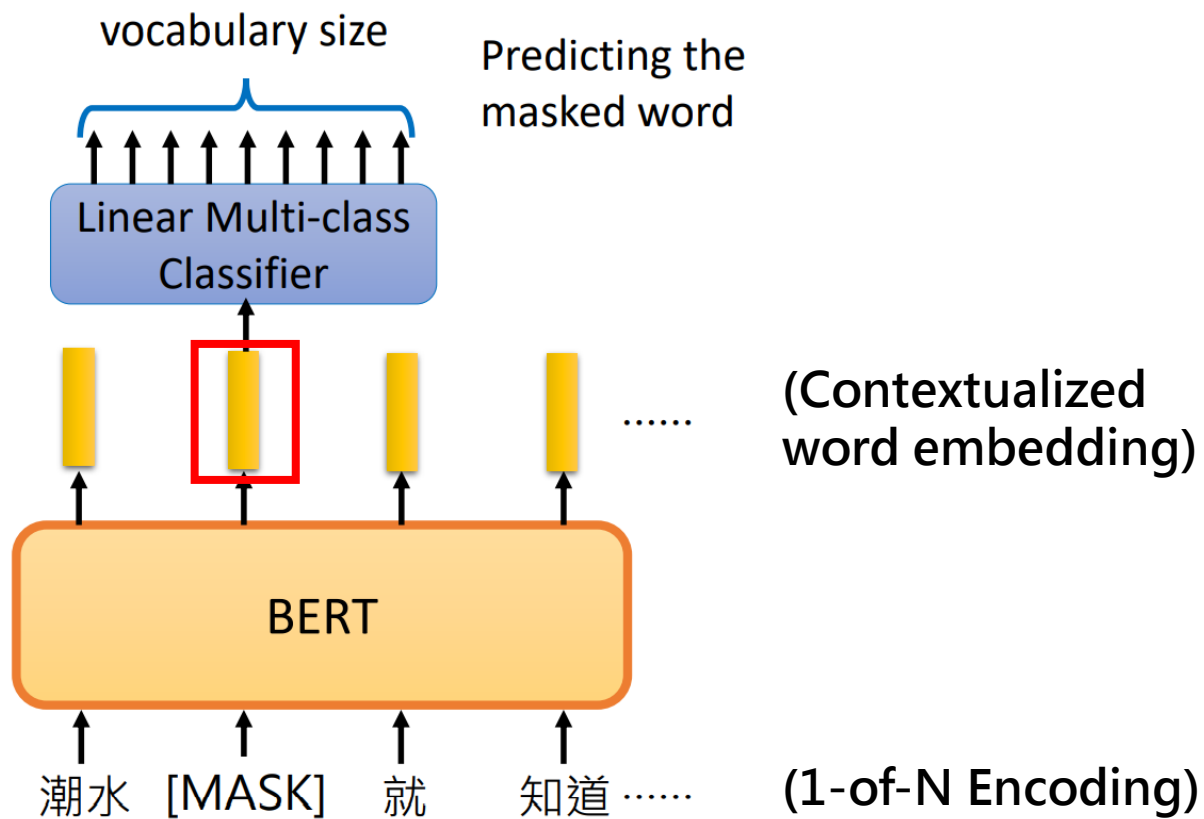 vocabulary size
Predicting the
masked word
Linear Multi-class
Classifier
......
(Contextualized
word embedding)
BERT
潮水 [MASK] 就 知道 ......
(1-of-N Encoding)